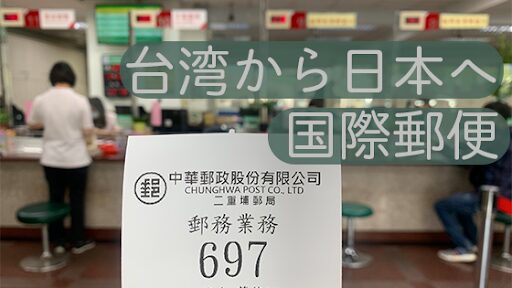 台湾から日本へ
国際郵便
郵
中華郵政股份有限公司
CHUNGHWA POST CO., LTD
二重埔郵局
郵務業務
697